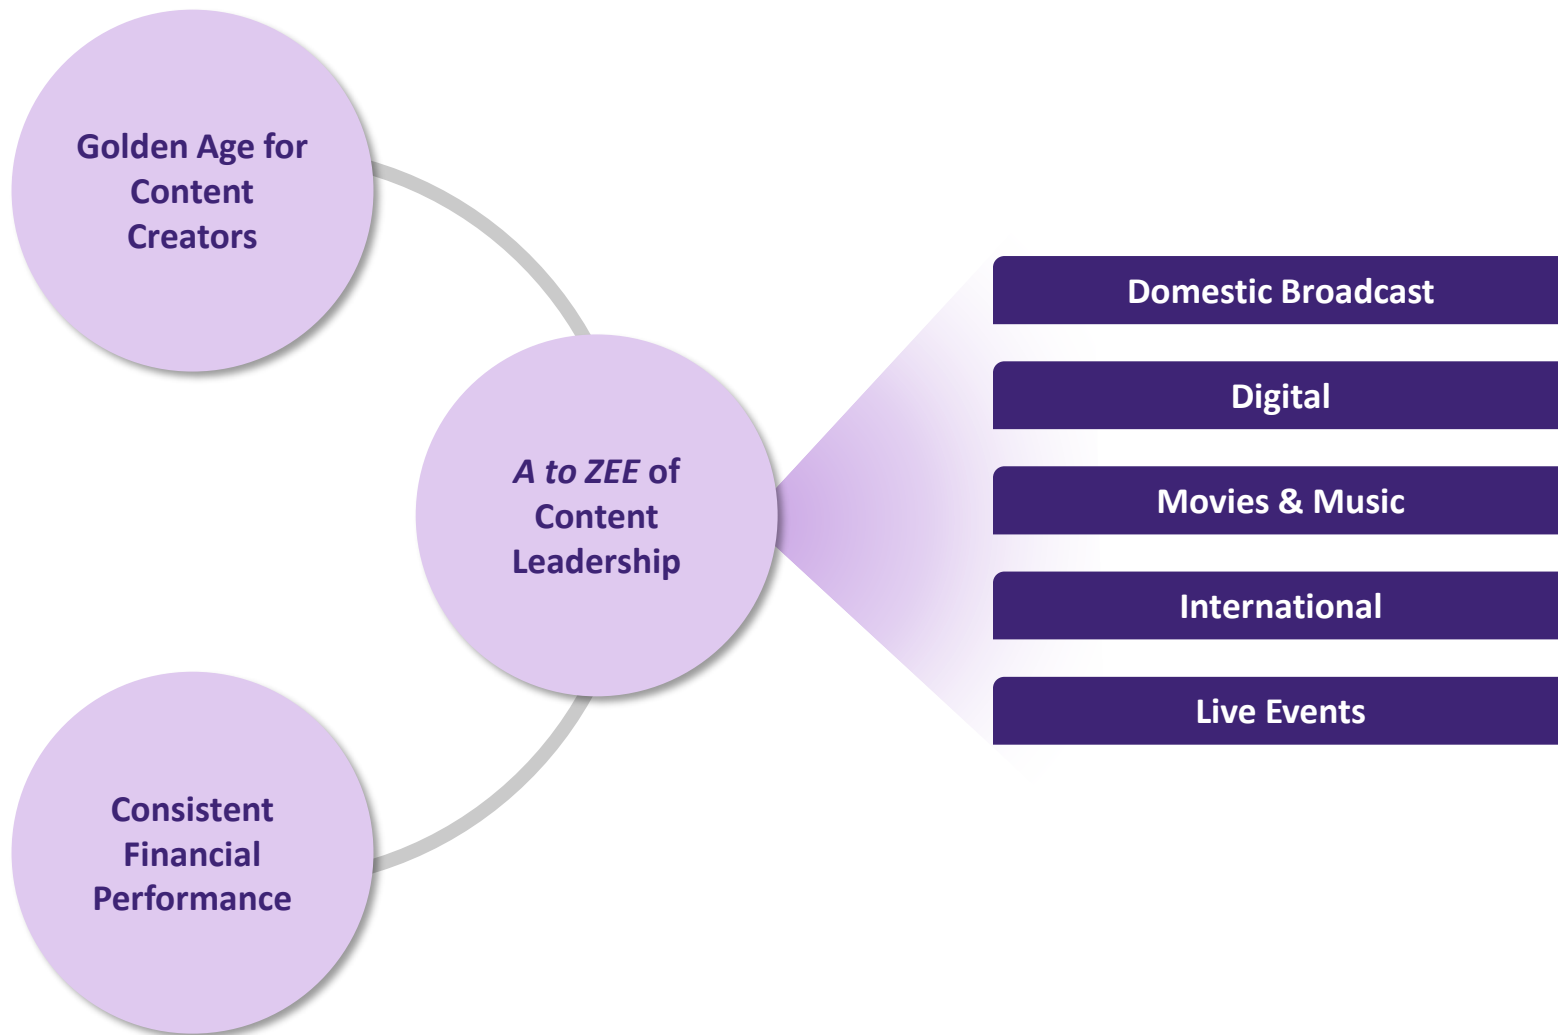 Golden Age for
Content
Creators
A to ZEE of
Content
Leadership
Consistent
Financial
Performance
Domestic Broadcast
Digital
Movies & Music
International
Live Events